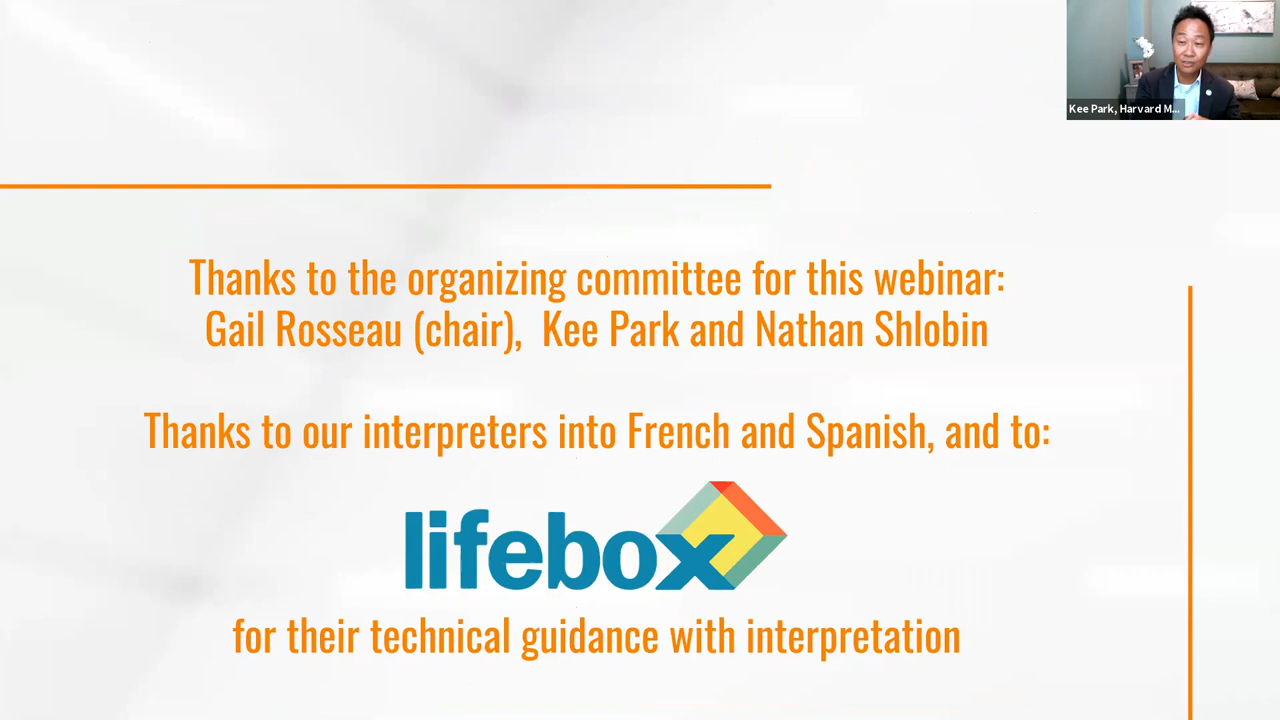 Kee Park, Harvard M...
Thanks to the organizing committee for this webinar:
Gail Rosseau (chair), Kee Park and Nathan Shlobin
Thanks to our interpreters into French and Spanish, and to:
lifebox
for their technical guidance with interpretation